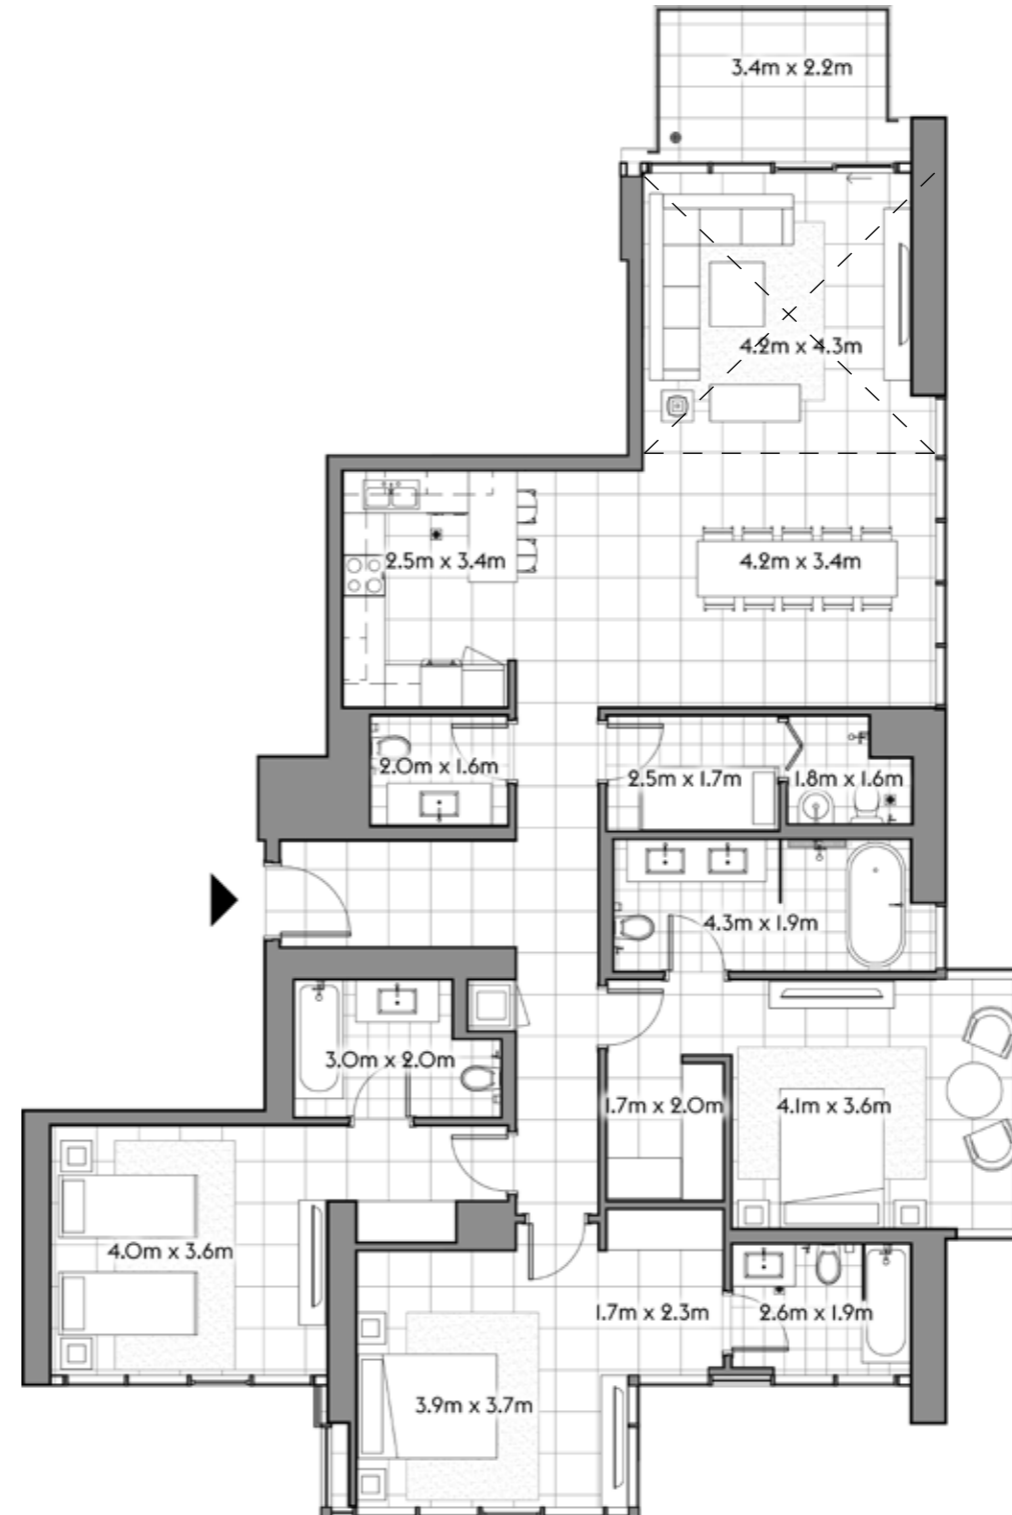 3.4m x 2.2m
4.2m x 4.3m
2.5m x 3.4m
4.2m x 3.4m
2.0m x 1.6m
2.5m x 1.7m
1.8m x 1.6m
4.3m x 1.9m
3.0m x 2.0m
1.7m x 2.0m
4.1m x 3.6m
4.0m x 3.6m
1.7m x 2.3m
2.6m x 1.9m
3.9m x 3.7m